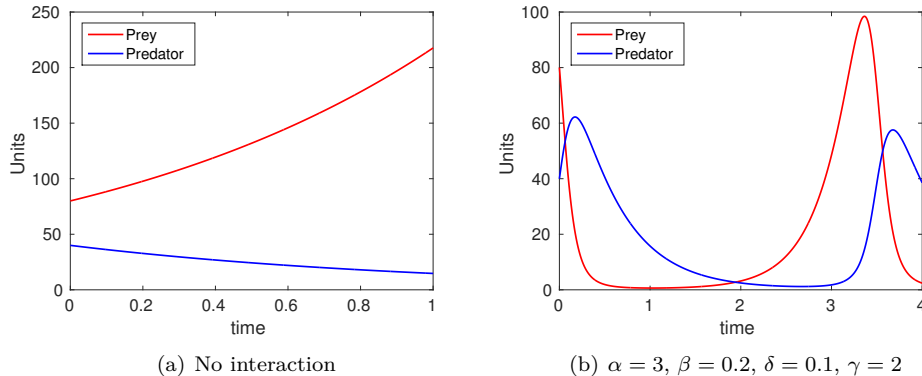 250
200
150
100
50
0
Units
Prey
Predator
0 0.2 0.4 0.6 0.8 1
time
(a) No interaction
100
80
60
40
20
0
Units
Prey
Predator
0 1 2 3 4
time
(b) α = 3, β = 0.2, δ = 0.1, γ = 2